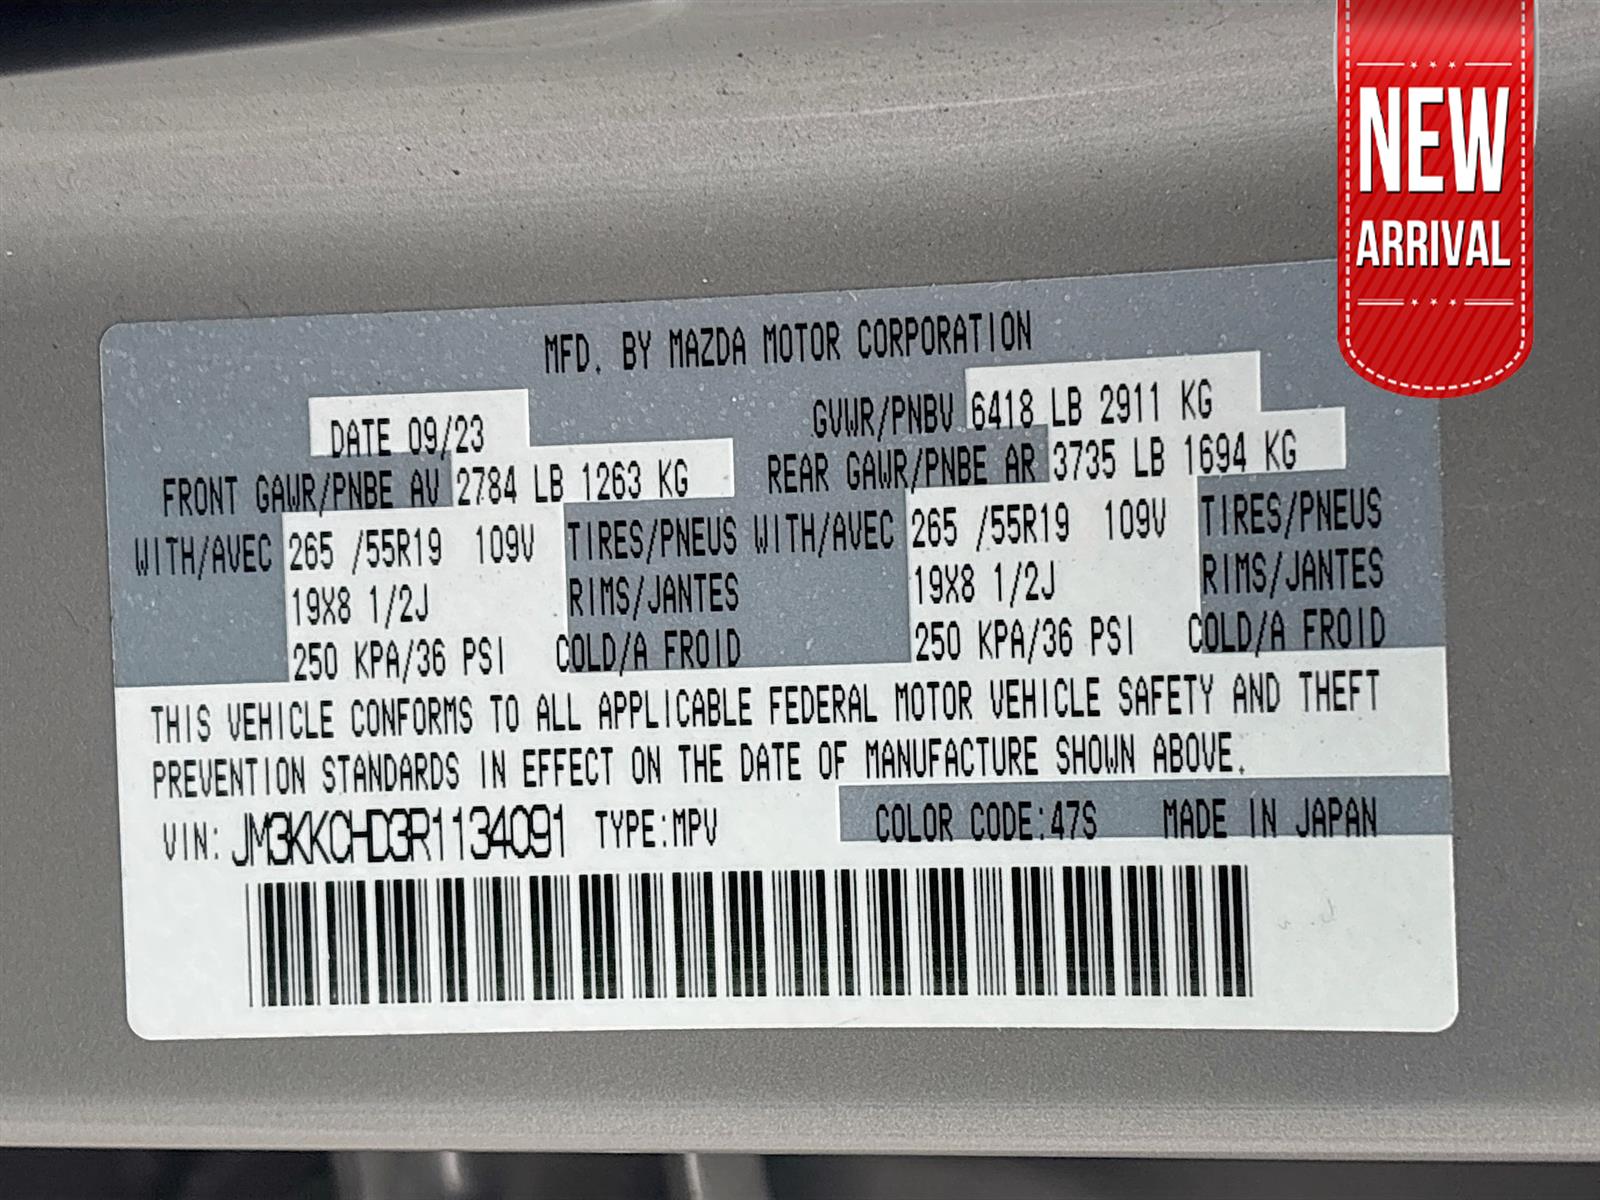 NEW
ARRIVAL
MFD. BY MAZDA MOTOR CORPORATION
DATE 09/23 GVWR/PNBV 6418 LB 2911 KG
FRONT GAWR/PNBE AV 2784 LB 1263 KG REAR GAWR/PNBE AR 3735 LB 1694 KG
WITH/AVEC 265 /55R19 109V TIRES/PNEUS WITH/AVEC 265 /55R19 109V TIRES/PNEUS
19X8 1/2J RIMS/JANTES 19X8 1/2J RIMS/JANTES
250 KPA/36 PSI COLD/A FROID 250 KPA/36 PSI COLD/A FROID
THIS VEHICLE CONFORMS TO ALL APPLICABLE FEDERAL MOTOR VEHICLE SAFETY AND THEFT
PREVENTION STANDARDS IN EFFECT ON THE DATE OF MANUFACTURE SHOWN ABOVE.
VIN: JM3KKCHD3R1134091 TYPE:MPV COLOR CODE:47S MADE IN JAPAN